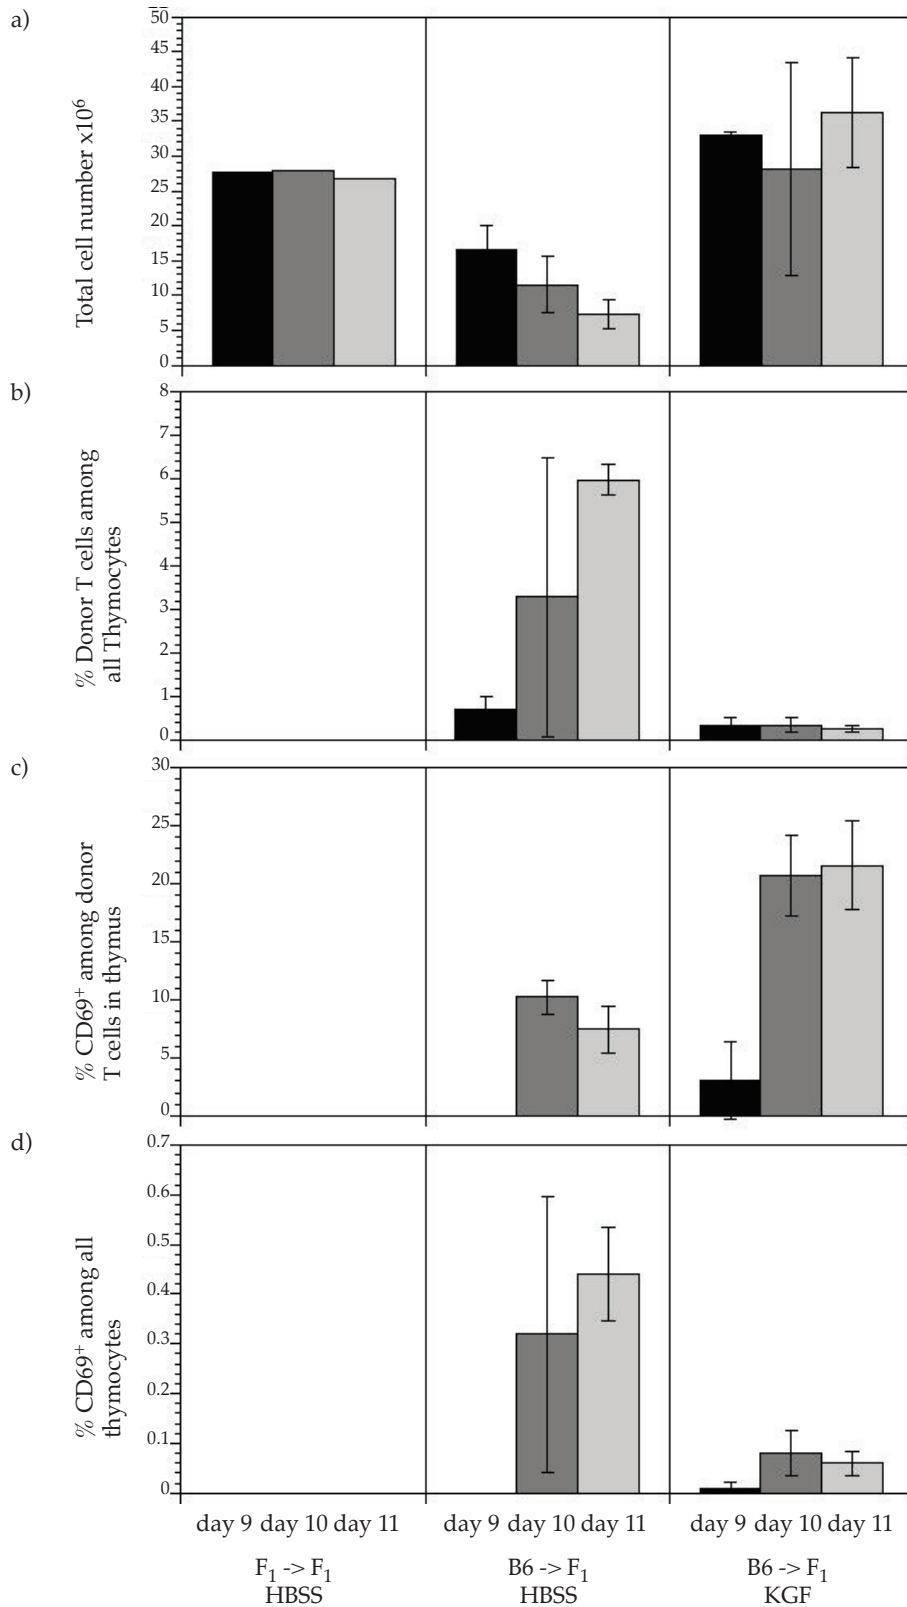 a)
Total cell number x10⁶
50
45
40
35
30
25
20
15
10
5
0
b)
% Donor T cells among
all Thymocytes
8
7
6
5
4
3
2
1
0
c)
% CD69⁺ among donor
T cells in thymus
30
25
20
15
10
5
0
d)
% CD69⁺ among all
thymocytes
0.7
0.6
0.5
0.4
0.3
0.2
0.1
0
day 9 day 10 day 11 day 9 day 10 day 11 day 9 day 10 day 11
F₁ -> F₁ B6 -> F₁ B6 -> F₁
HBSS HBSS KGF